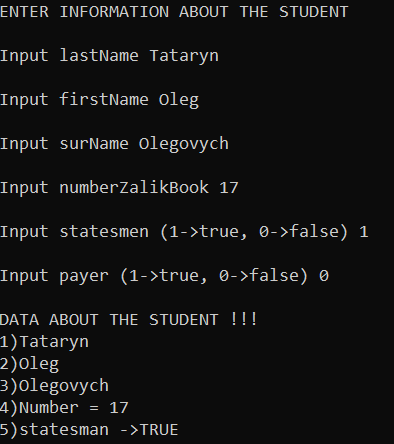 ENTER INFORMATION ABOUT THE STUDENT
Input lastName Tataryn
Input firstName Oleg
Input surName Olegovych
Input numberZalikBook 17
Input statesmen (1->true, 0->false) 1
Input payer (1->true, 0->false) 0
DATA ABOUT THE STUDENT !!!
1)Tataryn
2)Oleg
3)Olegovych
4)Number = 17
5)statesman ->TRUE